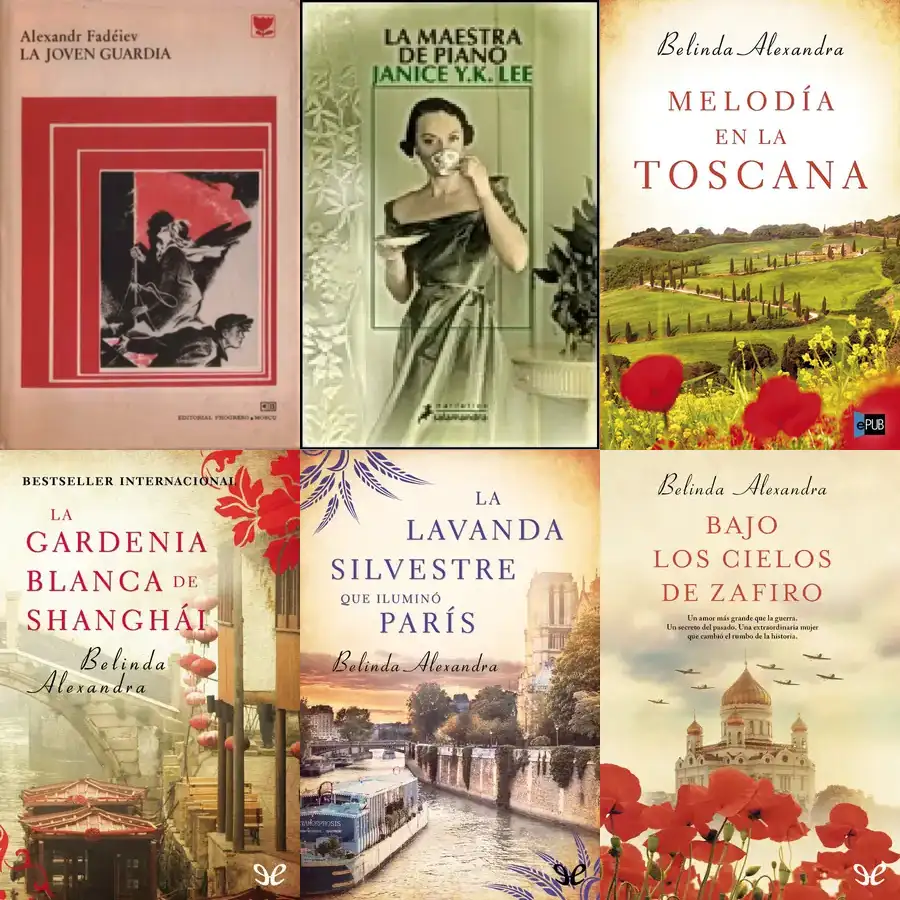 Alexandr Fadéiev
LA JOVEN GUARDIA
EDITORIAL PROGRESO • MOSCÚ
LA MAESTRA
DE PIANO
JANICE Y.K. LEE
narrativa
salamandra
Belinda Alexandra
MELODÍA
EN LA
TOSCANA
ePUB
BESTSELLER INTERNACIONAL
LA
GARDENIA
BLANCA DE
SHANGHÁI
Belinda
Alexandra
LA
LAVANDA
SILVESTRE
QUE ILUMINÓ
PARÍS
Belinda Alexandra
Belinda Alexandra
BAJO
LOS CIELOS
DE ZAFIRO
Un amor más grande que la guerra.
Un secreto del pasado. Una extraordinaria mujer
que cambió el rumbo de la historia.